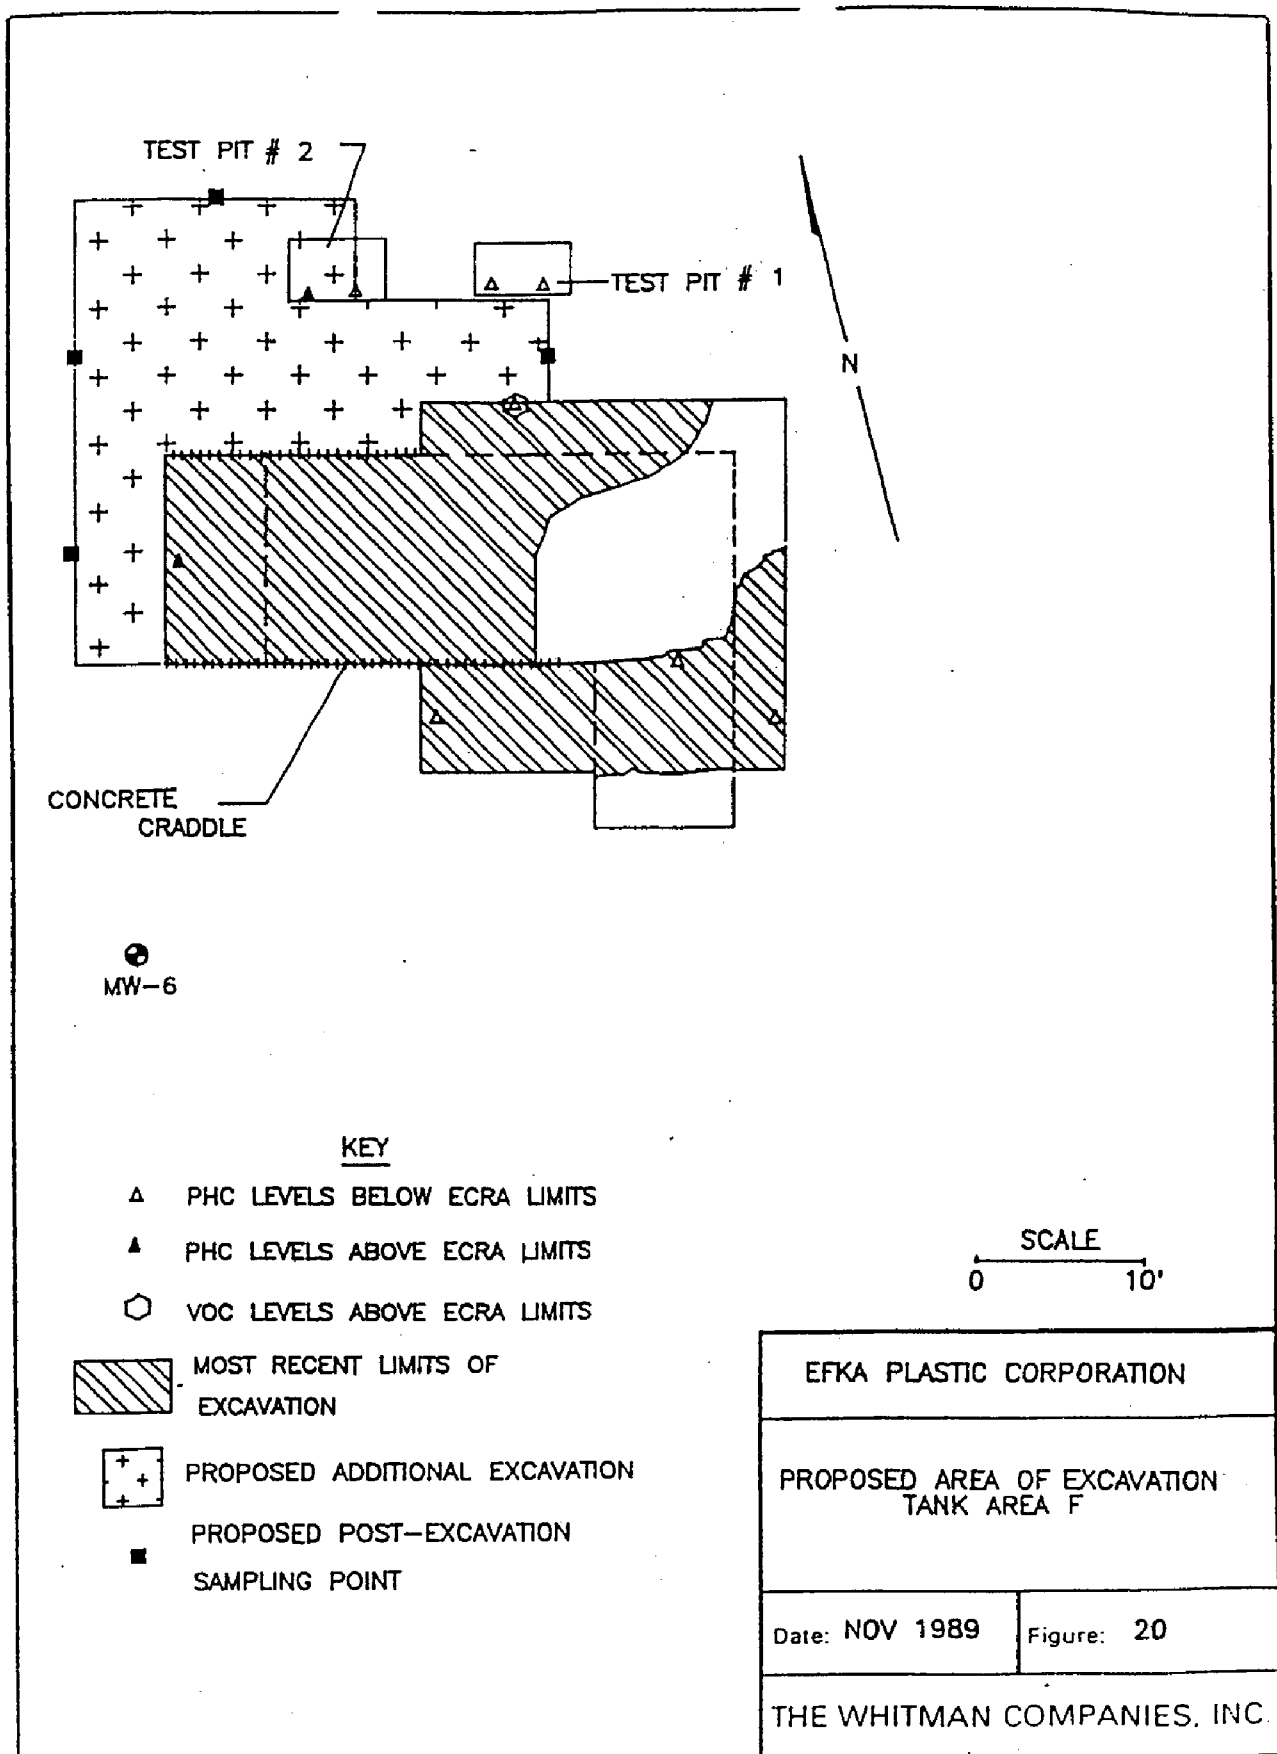 TEST PIT # 2
TEST PIT # 1
N
CONCRETE
CRADDLE
MW-6
KEY
PHC LEVELS BELOW ECRA LIMITS
PHC LEVELS ABOVE ECRA LIMITS
VOC LEVELS ABOVE ECRA LIMITS
MOST RECENT LIMITS OF
EXCAVATION
PROPOSED ADDITIONAL EXCAVATION
PROPOSED POST-EXCAVATION
SAMPLING POINT
SCALE
0 10'
EFKA PLASTIC CORPORATION
PROPOSED AREA OF EXCAVATION
TANK AREA F
Date: NOV 1989
Figure: 20
THE WHITMAN COMPANIES, INC.